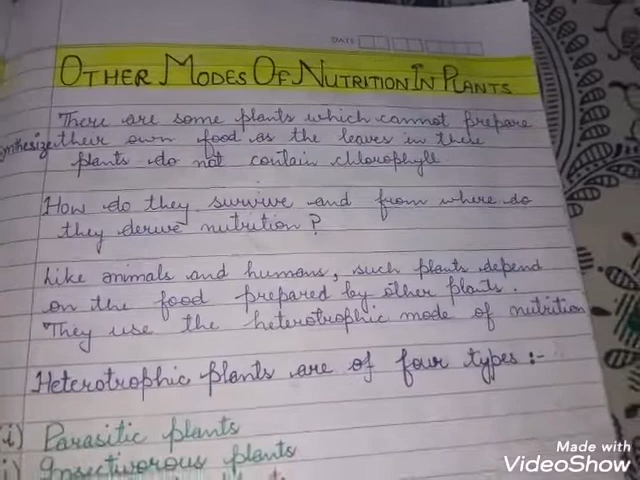 DATE
OTHER MODES OF NUTRITION IN PLANTS
There are some plants which cannot prepare
synthesize their own food as the leaves in these
plants do not contain chlorophyll
How do they survive and from where do
they derive nutrition?
Like animals and humans, such plants depend
on the food prepared by other plants.
They use the heterotrophic mode of nutrition
Heterotrophic plants are of four types :-
i) Parasitic plants
i) Insectivorous plants
Made with
VideoShow